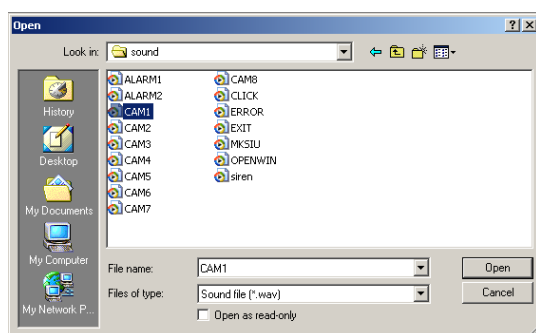 Open
Look in: sound
History
Desktop
My Documents
My Computer
My Network P...
ALARM1
ALARM2
CAM1
CAM2
CAM3
CAM4
CAM5
CAM6
CAM7
CAM8
CLICK
ERROR
EXIT
MKSIU
OPENWIN
siren
File name: CAM1 Open
Files of type: Sound file (*.wav) Cancel
Open as read-only